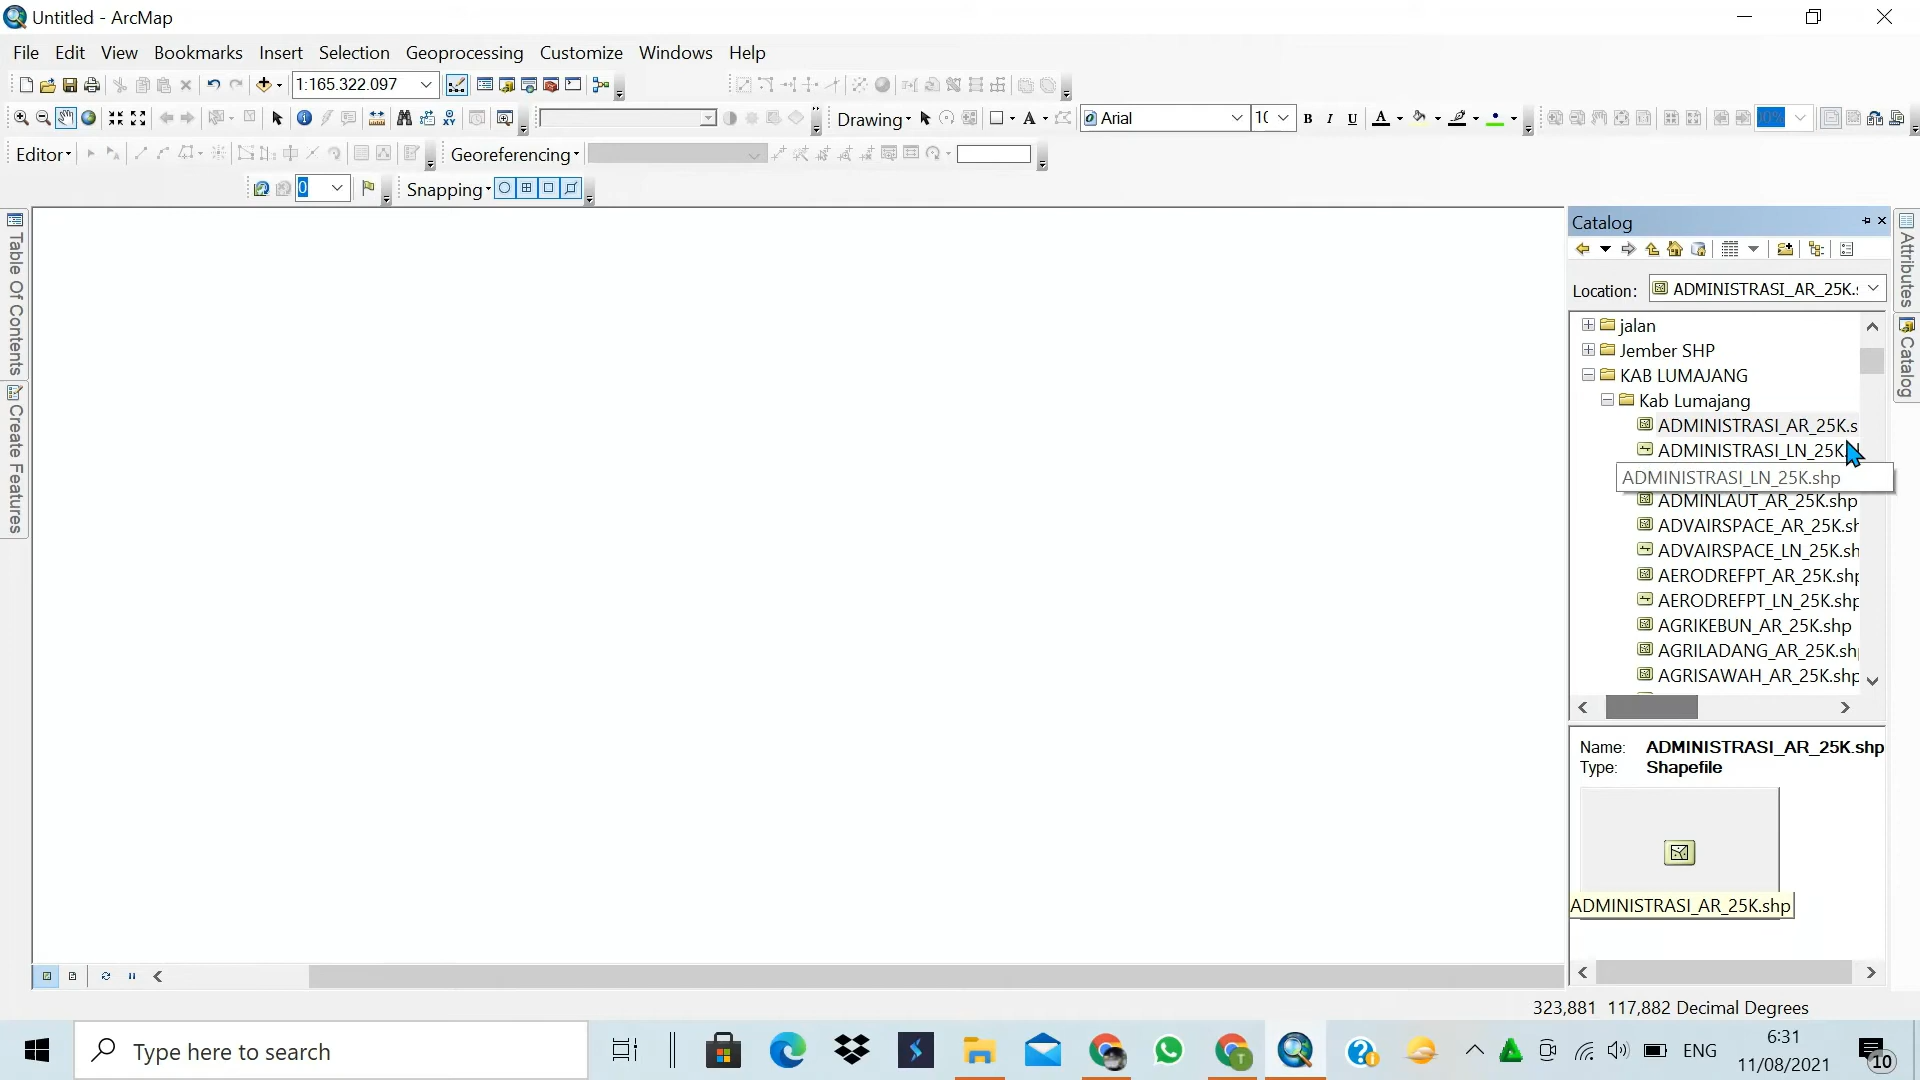 Untitled - ArcMap
File Edit View Bookmarks Insert Selection Geoprocessing Customize Windows Help
1:165.322.097
Drawing Arial B I U A
Editor Georeferencing
0 Snapping
Table Of Contents
Create Features
Catalog
Location: ADMINISTRASI_AR_25K.
jalan
Jember SHP
KAB LUMAJANG
Kab Lumajang
ADMINISTRASI_AR_25K.s
ADMINISTRASI_LN_25K
ADMINISTRASI_LN_25K.shp
ADMINLAUT_AR_25K.shp
ADVAIRSPACE_AR_25K.sh
ADVAIRSPACE_LN_25K.sh
AERODREFPT_AR_25K.shp
AERODREFPT_LN_25K.shp
AGRIKEBUN_AR_25K.shp
AGRILADANG_AR_25K.sh
AGRISAWAH_AR_25K.shp
Name: ADMINISTRASI_AR_25K.shp
Type: Shapefile
ADMINISTRASI_AR_25K.shp
Attributes
Catalog
323,881 117,882 Decimal Degrees
Type here to search
T
ENG
6:31
11/08/2021
10